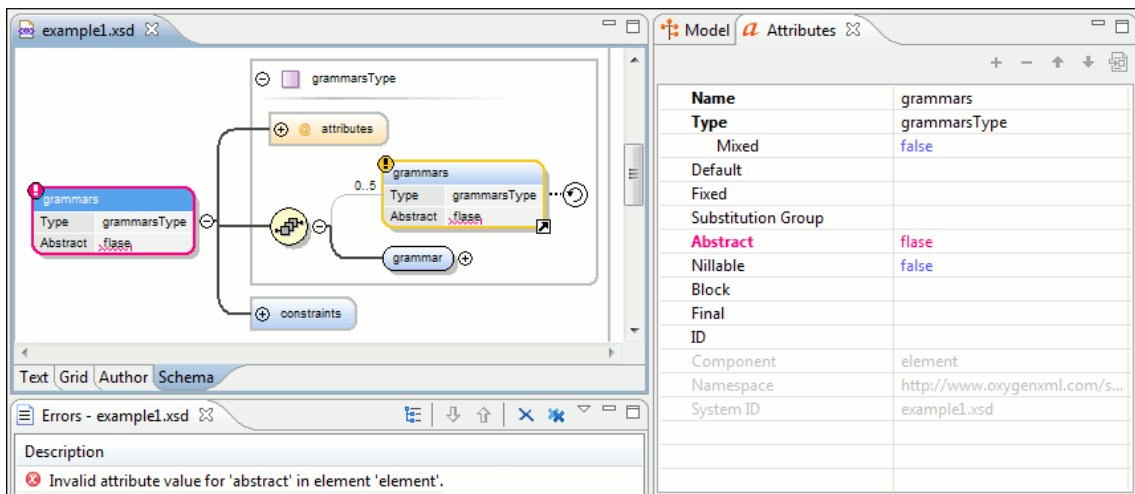 example1.xsd
grammarsType
@ attributes
grammars
Type grammarsType
Abstract flase
0..5
grammars
Type grammarsType
Abstract flase
grammar
constraints
Text Grid Author Schema
Errors - example1.xsd
Description
Invalid attribute value for 'abstract' in element 'element'.
Model a Attributes
Name grammars
Type grammarsType
Mixed false
Default
Fixed
Substitution Group
Abstract flase
Nillable false
Block
Final
ID
Component element
Namespace http://www.oxygenxml.com/s...
System ID example1.xsd